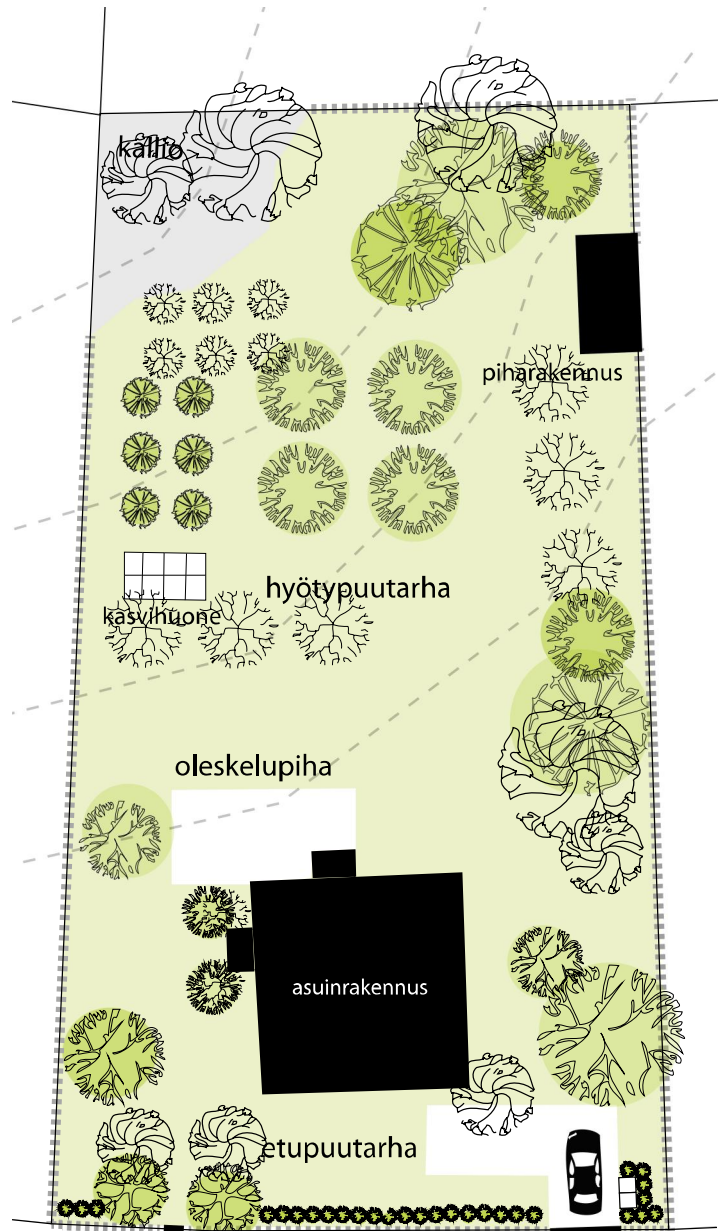 kallio
piharakennus
hyötypuutarha
kasvihuone
oleskelupiha
asuinrakennus
etupuutarha